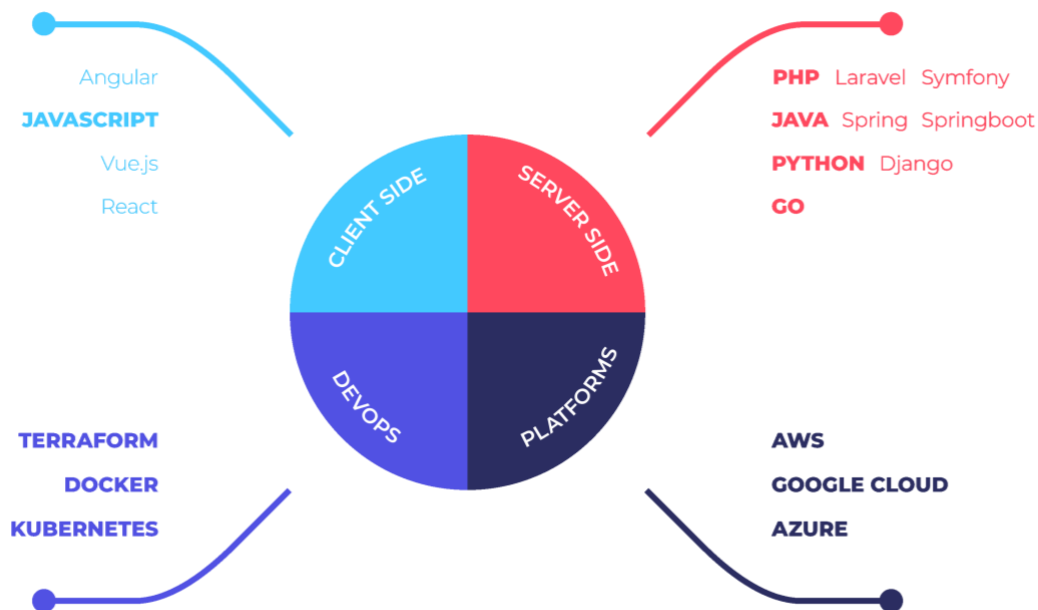 Angular
JAVASCRIPT
Vue.js
React
PHP Laravel Symfony
JAVA Spring Springboot
PYTHON Django
GO
CLIENT SIDE
SERVER SIDE
DEVOPS
PLATFORMS
TERRAFORM
DOCKER
KUBERNETES
AWS
GOOGLE CLOUD
AZURE